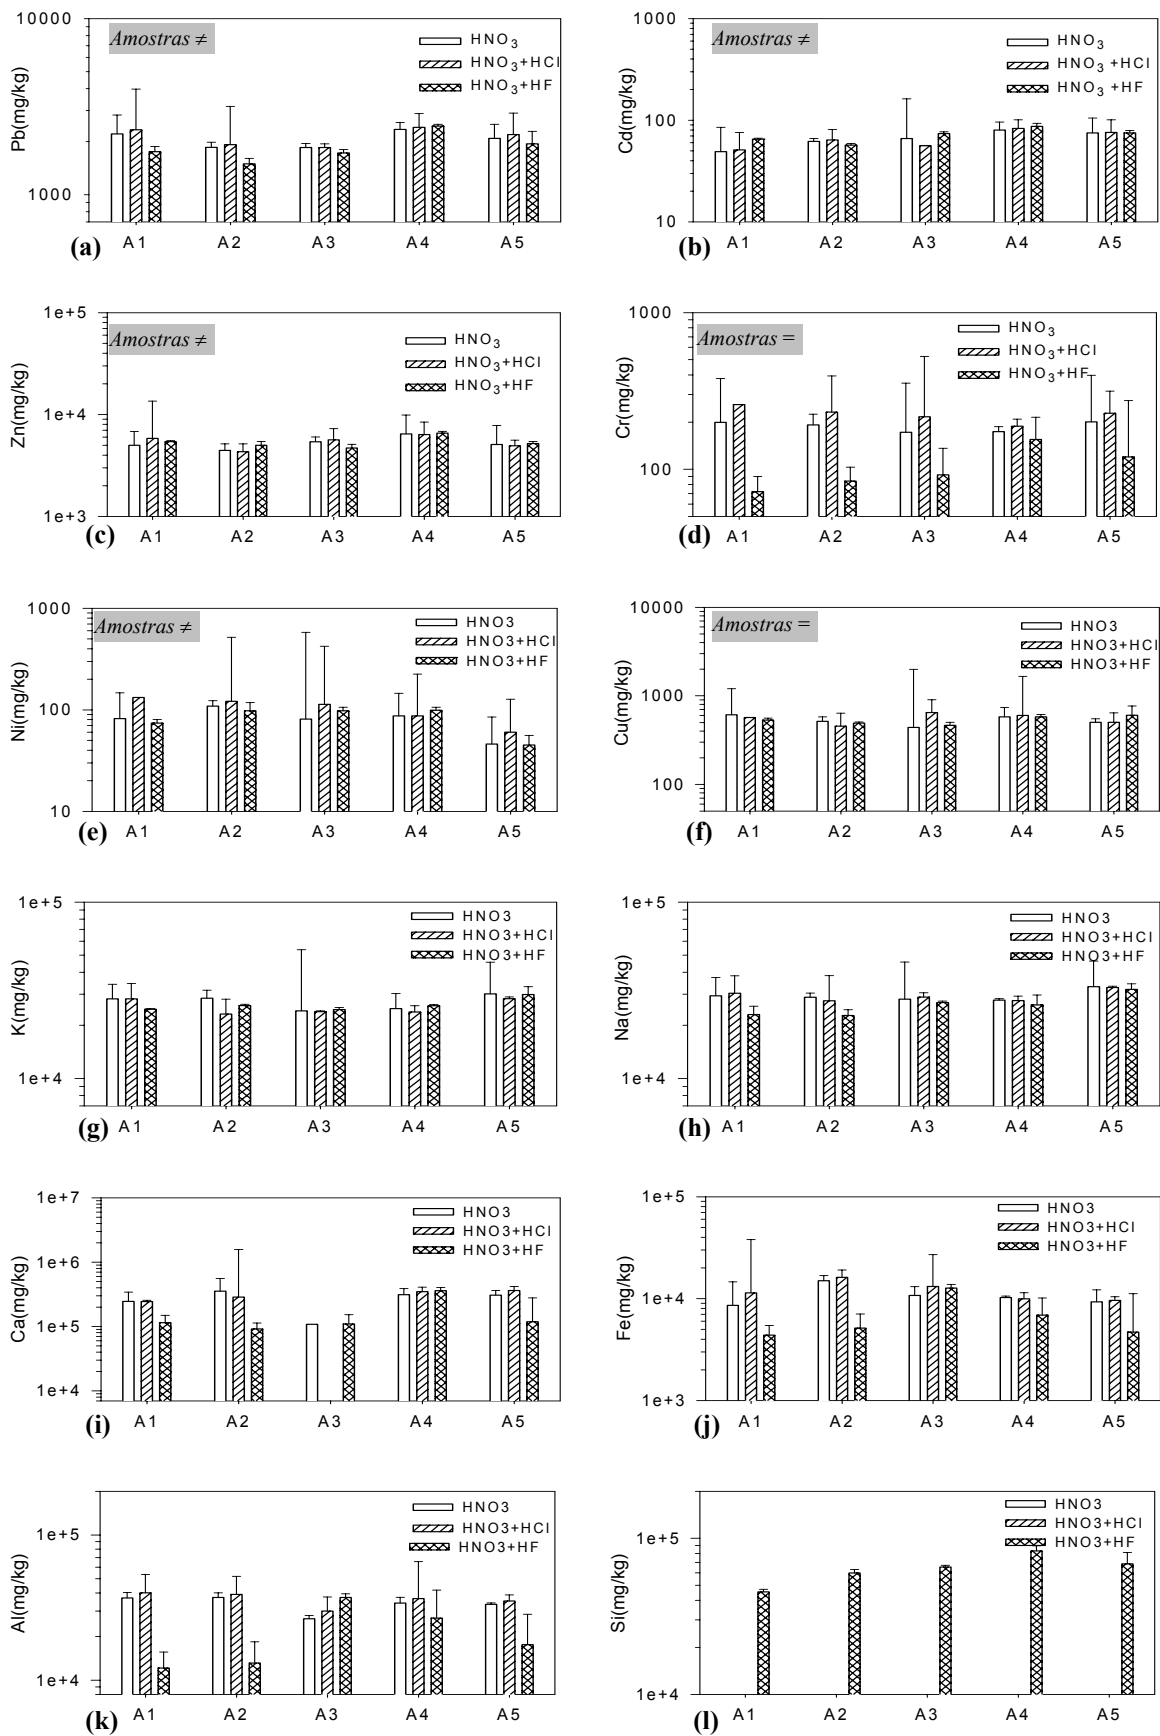 10000
1000
Pb(mg/kg)
Amostras ≠
HNO3
HNO3+HCl
HNO3+HF
(a)
A1 A2 A3 A4 A5
1000
100
10
Cd(mg/kg)
Amostras ≠
HNO3
HNO3 +HCl
HNO3 +HF
(b)
A1 A2 A3 A4 A5
1e+5
1e+4
1e+3
Zn(mg/kg)
Amostras ≠
HNO3
HNO3+HCl
HNO3+HF
(c)
A1 A2 A3 A4 A5
1000
100
Cr(mg/kg)
Amostras =
HNO3
HNO3+HCl
HNO3+HF
(d)
A1 A2 A3 A4 A5
1000
100
10
Ni(mg/kg)
Amostras ≠
HNO3
HNO3+HCl
HNO3+HF
(e)
A1 A2 A3 A4 A5
10000
1000
100
Cu(mg/kg)
Amostras =
HNO3
HNO3+HCl
HNO3+HF
(f)
A1 A2 A3 A4 A5
1e+5
1e+4
K(mg/kg)
HNO3
HNO3+HCl
HNO3+HF
(g)
A1 A2 A3 A4 A5
1e+5
1e+4
Na(mg/kg)
HNO3
HNO3+HCl
HNO3+HF
(h)
A1 A2 A3 A4 A5
1e+7
1e+6
1e+5
1e+4
Ca(mg/kg)
HNO3
HNO3+HCl
HNO3+HF
(i)
A1 A2 A3 A4 A5
1e+5
1e+4
1e+3
Fe(mg/kg)
HNO3
HNO3+HCl
HNO3+HF
(j)
A1 A2 A3 A4 A5
1e+5
1e+4
Al(mg/kg)
HNO3
HNO3+HCl
HNO3+HF
(k)
A1 A2 A3 A4 A5
1e+5
1e+4
Si(mg/kg)
HNO3
HNO3+HCl
HNO3+HF
(l)
A1 A2 A3 A4 A5